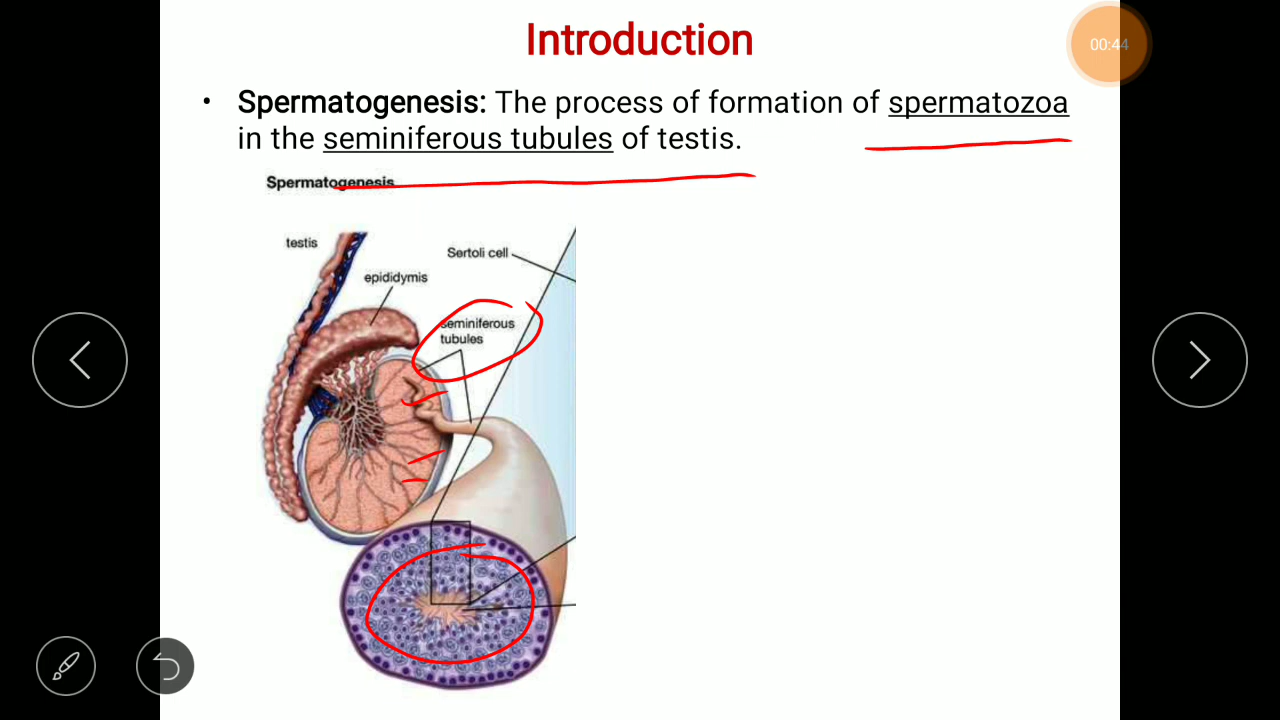 Introduction
00:44
• Spermatogenesis: The process of formation of spermatozoa
in the seminiferous tubules of testis.
Spermatogenesis
testis
Sertoli cell
epididymis
seminiferous
tubules